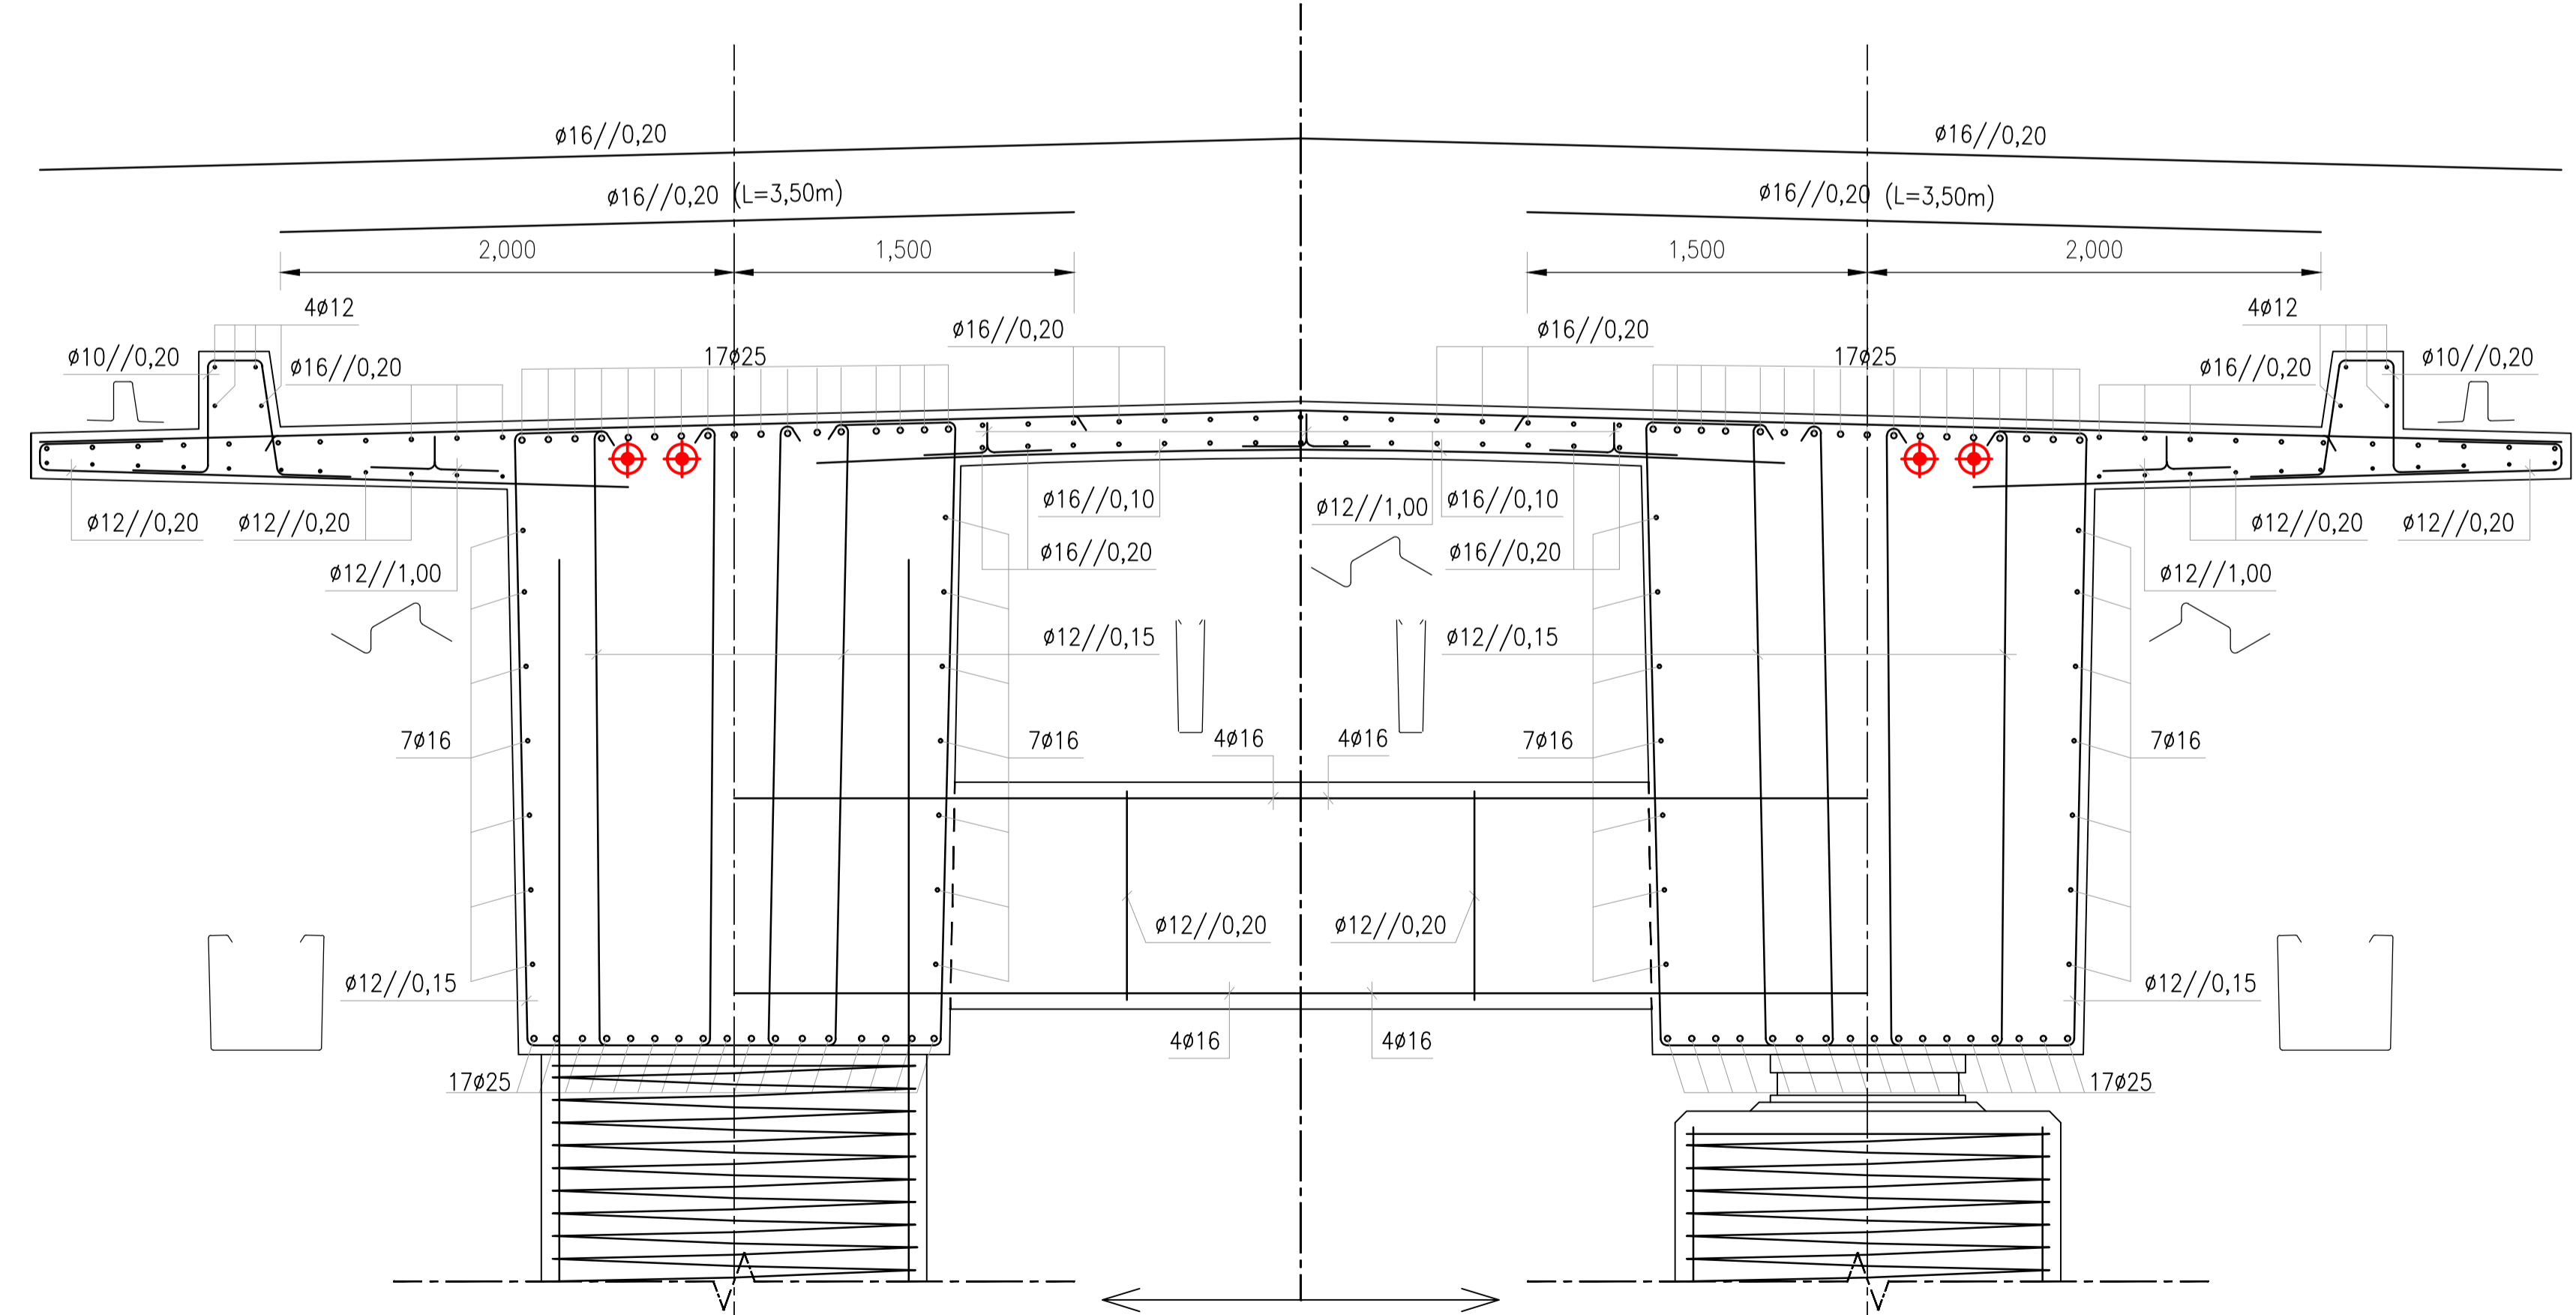 ø16//0,20 ø16//0,20
ø16//0,20 (L=3,50m) ø16//0,20 (L=3,50m)
2,000 1,500 1,500 2,000
4ø12 4ø12
ø16//0,20 ø16//0,20
ø10//0,20 17ø25 17ø25 ø10//0,20
ø16//0,20 ø16//0,20
ø16//0,10 ø12//1,00 ø16//0,10
ø12//0,20 ø12//0,20 ø12//0,20 ø12//0,20
ø16//0,20 ø16//0,20
ø12//1,00 ø12//1,00
ø12//0,15 ø12//0,15
7ø16 7ø16 4ø16 4ø16 7ø16 7ø16
ø12//0,20 ø12//0,20
ø12//0,15 ø12//0,15
4ø16 4ø16
17ø25 17ø25